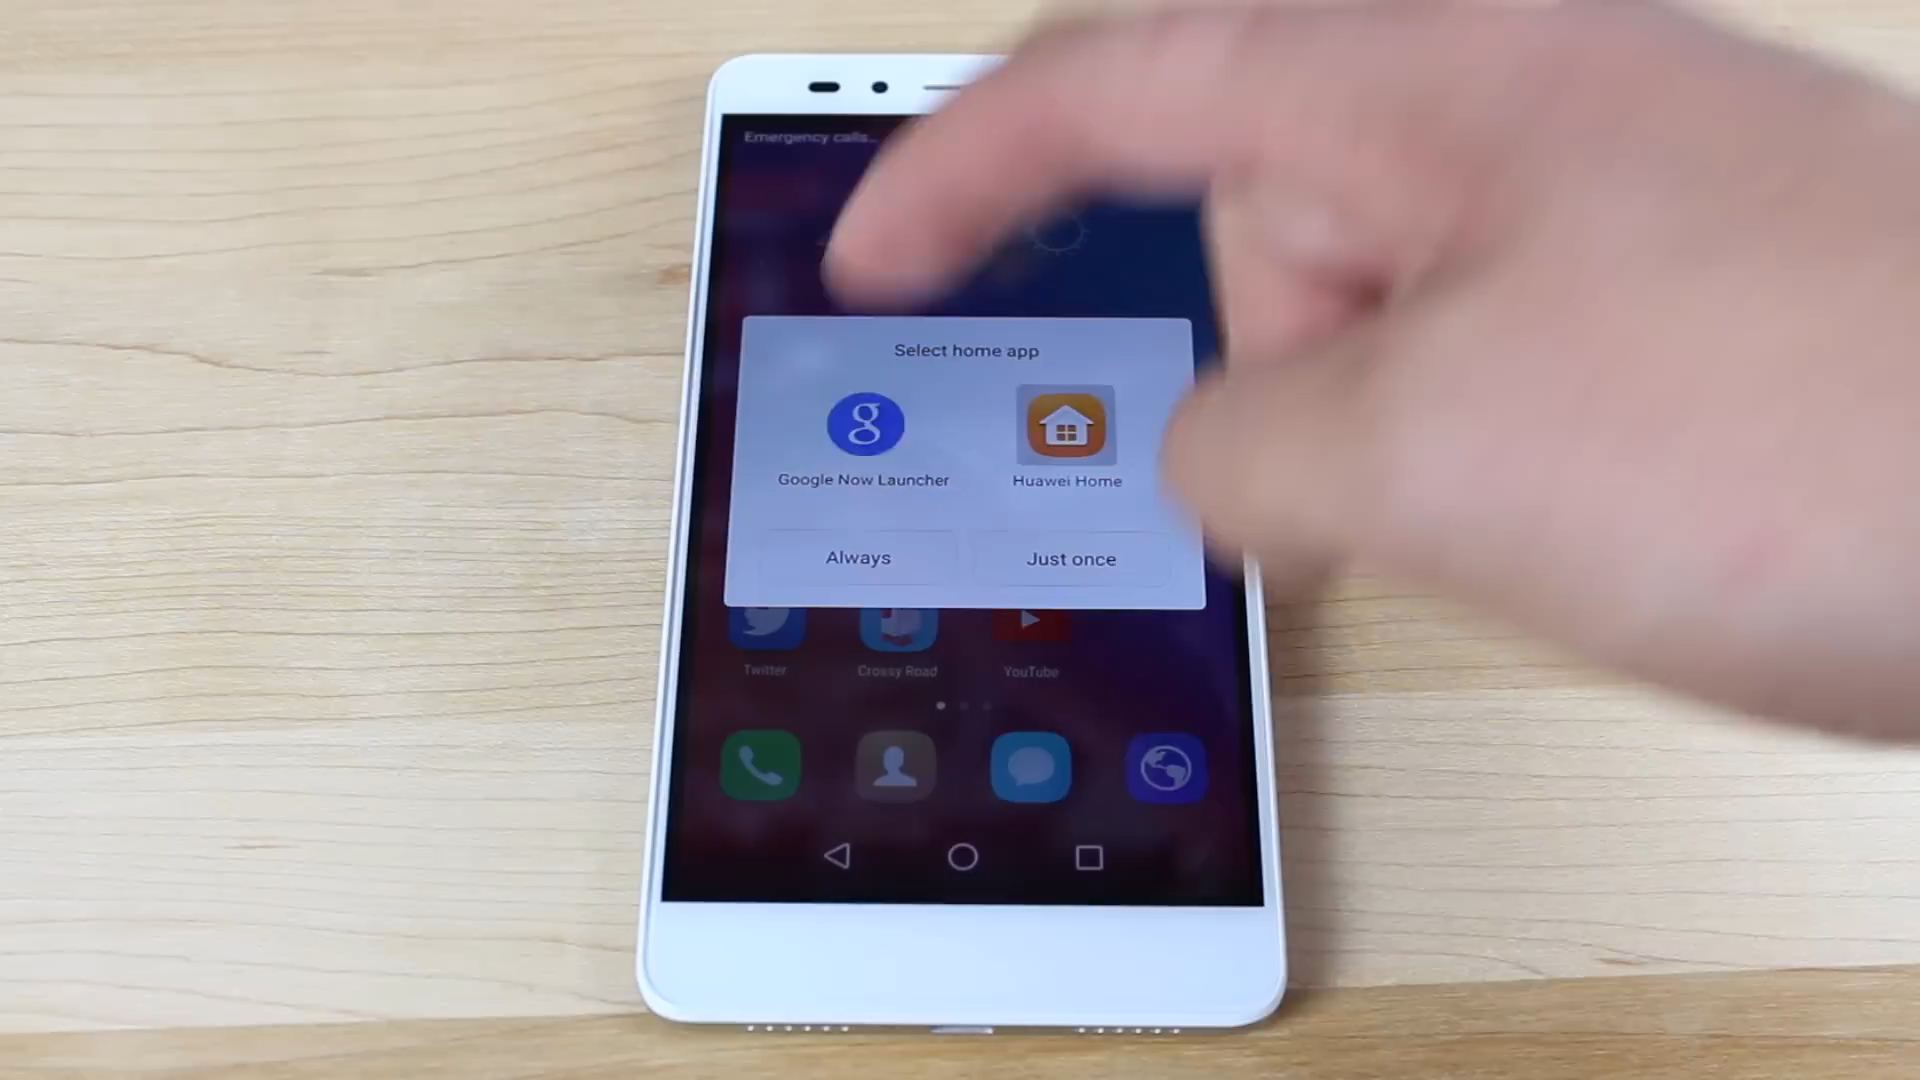 Emergency calls...
Select home app
g
Google Now Launcher
Huawei Home
Always
Just once
Twitter
Crossy Road
YouTube